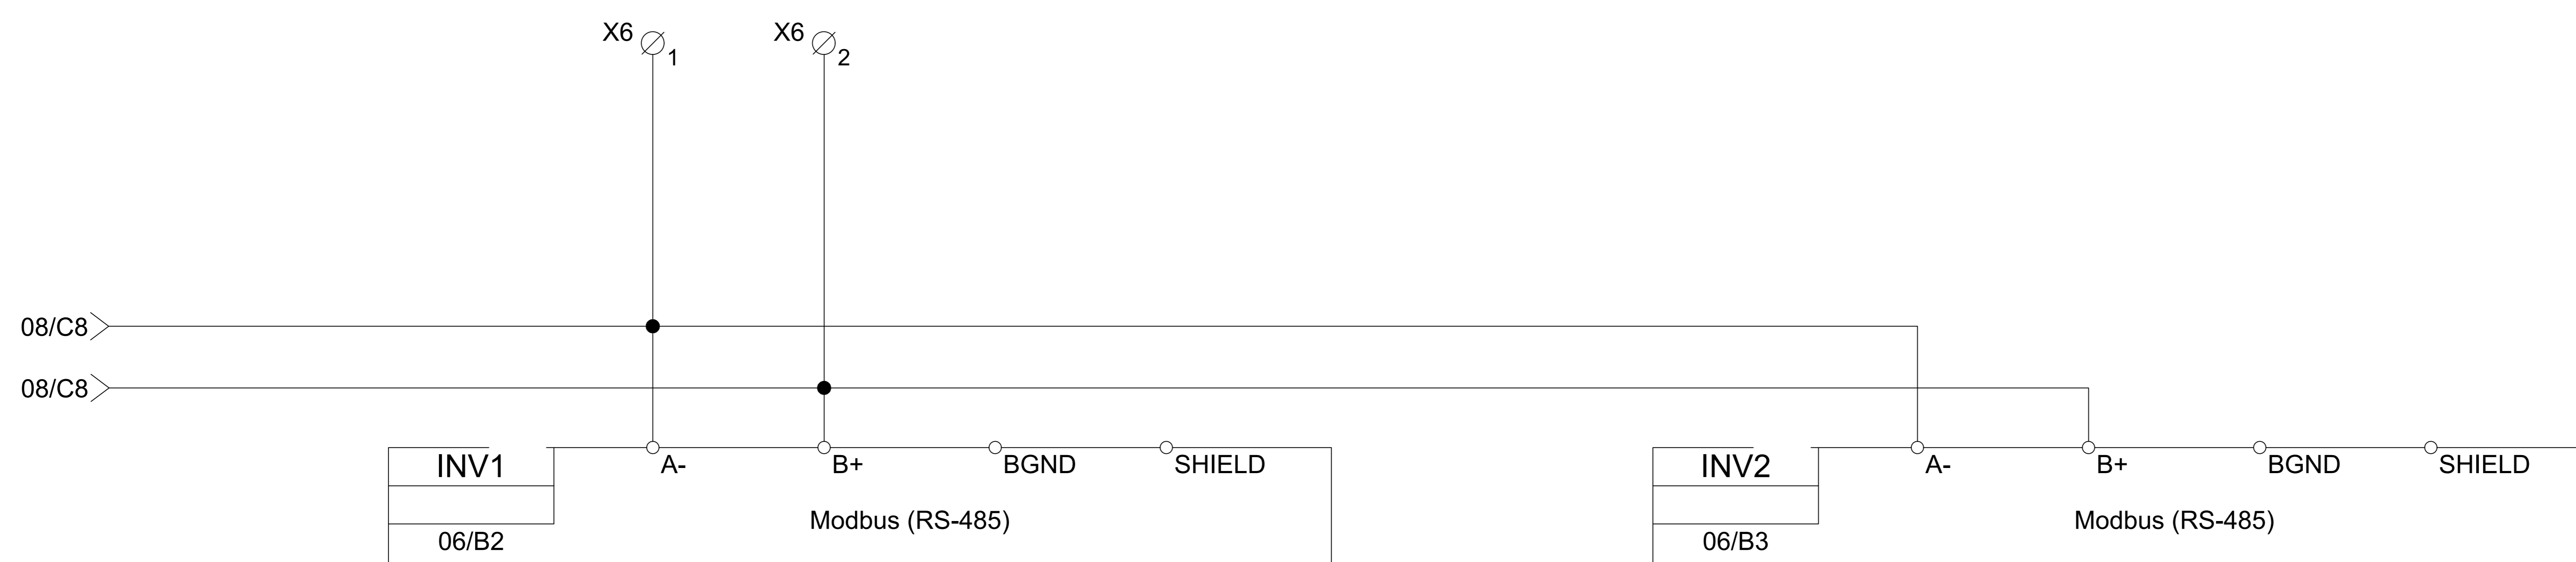 X6
1
X6
2
08/C8
08/C8
INV1
A-
B+
BGND
SHIELD
Modbus (RS-485)
06/B2
INV2
A-
B+
BGND
SHIELD
Modbus (RS-485)
06/B3